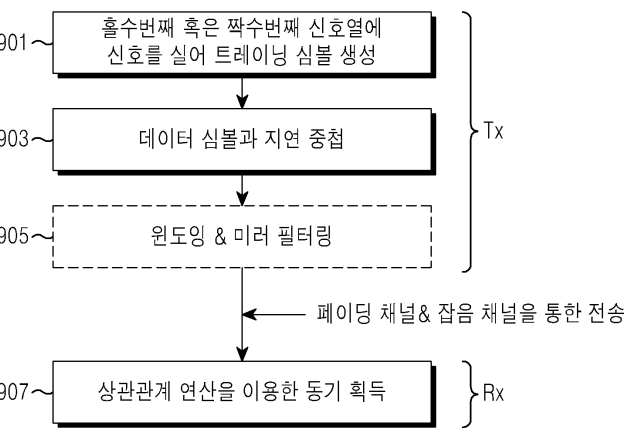 901
홀수번째 혹은 짝수번째 신호열에
신호를 실어 트레이닝 심볼 생성
903
데이터 심볼과 지연 중첩
Tx
905
윈도잉 & 미러 필터링
페이딩 채널& 잡음 채널을 통한 전송
907
상관관계 연산을 이용한 동기 획득
Rx